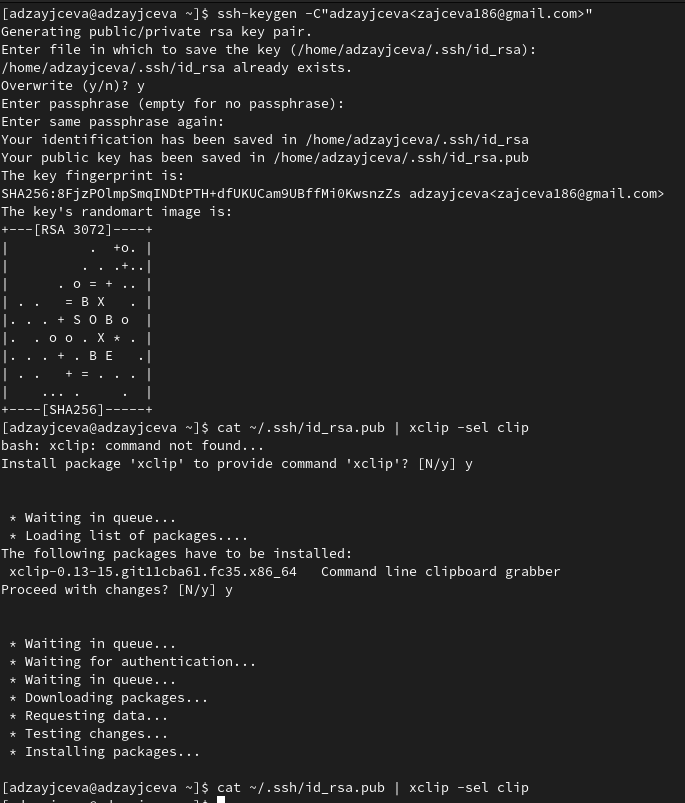 [adzayjceva@adzayjceva ~]$ ssh-keygen -C"adzayjceva<zajceva186@gmail.com>"
Generating public/private rsa key pair.
Enter file in which to save the key (/home/adzayjceva/.ssh/id_rsa):
/home/adzayjceva/.ssh/id_rsa already exists.
Overwrite (y/n)? y
Enter passphrase (empty for no passphrase):
Enter same passphrase again:
Your identification has been saved in /home/adzayjceva/.ssh/id_rsa
Your public key has been saved in /home/adzayjceva/.ssh/id_rsa.pub
The key fingerprint is:
SHA256:8FjzPOlmpSmqINDtPTH+dfUKUCam9UBffMi0KwsnzZs adzayjceva<zajceva186@gmail.com>
The key's randomart image is:
+---[RSA 3072]----+
|          .  +o. |
|         . . .+..|
|      . o = + .. |
| . .   = B X   . |
|. . . + S O B o  |
|.  . o o . X * . |
|. . . + . B E   .|
| . .   + = . . . |
|    ... .     .  |
+----[SHA256]-----+
[adzayjceva@adzayjceva ~]$ cat ~/.ssh/id_rsa.pub | xclip -sel clip
bash: xclip: command not found...
Install package 'xclip' to provide command 'xclip'? [N/y] y
 * Waiting in queue...
 * Loading list of packages....
The following packages have to be installed:
 xclip-0.13-15.git11cba61.fc35.x86_64   Command line clipboard grabber
Proceed with changes? [N/y] y
 * Waiting in queue...
 * Waiting for authentication...
 * Waiting in queue...
 * Downloading packages...
 * Requesting data...
 * Testing changes...
 * Installing packages...
[adzayjceva@adzayjceva ~]$ cat ~/.ssh/id_rsa.pub | xclip -sel clip
[adzayjceva@adzayjceva ~]$